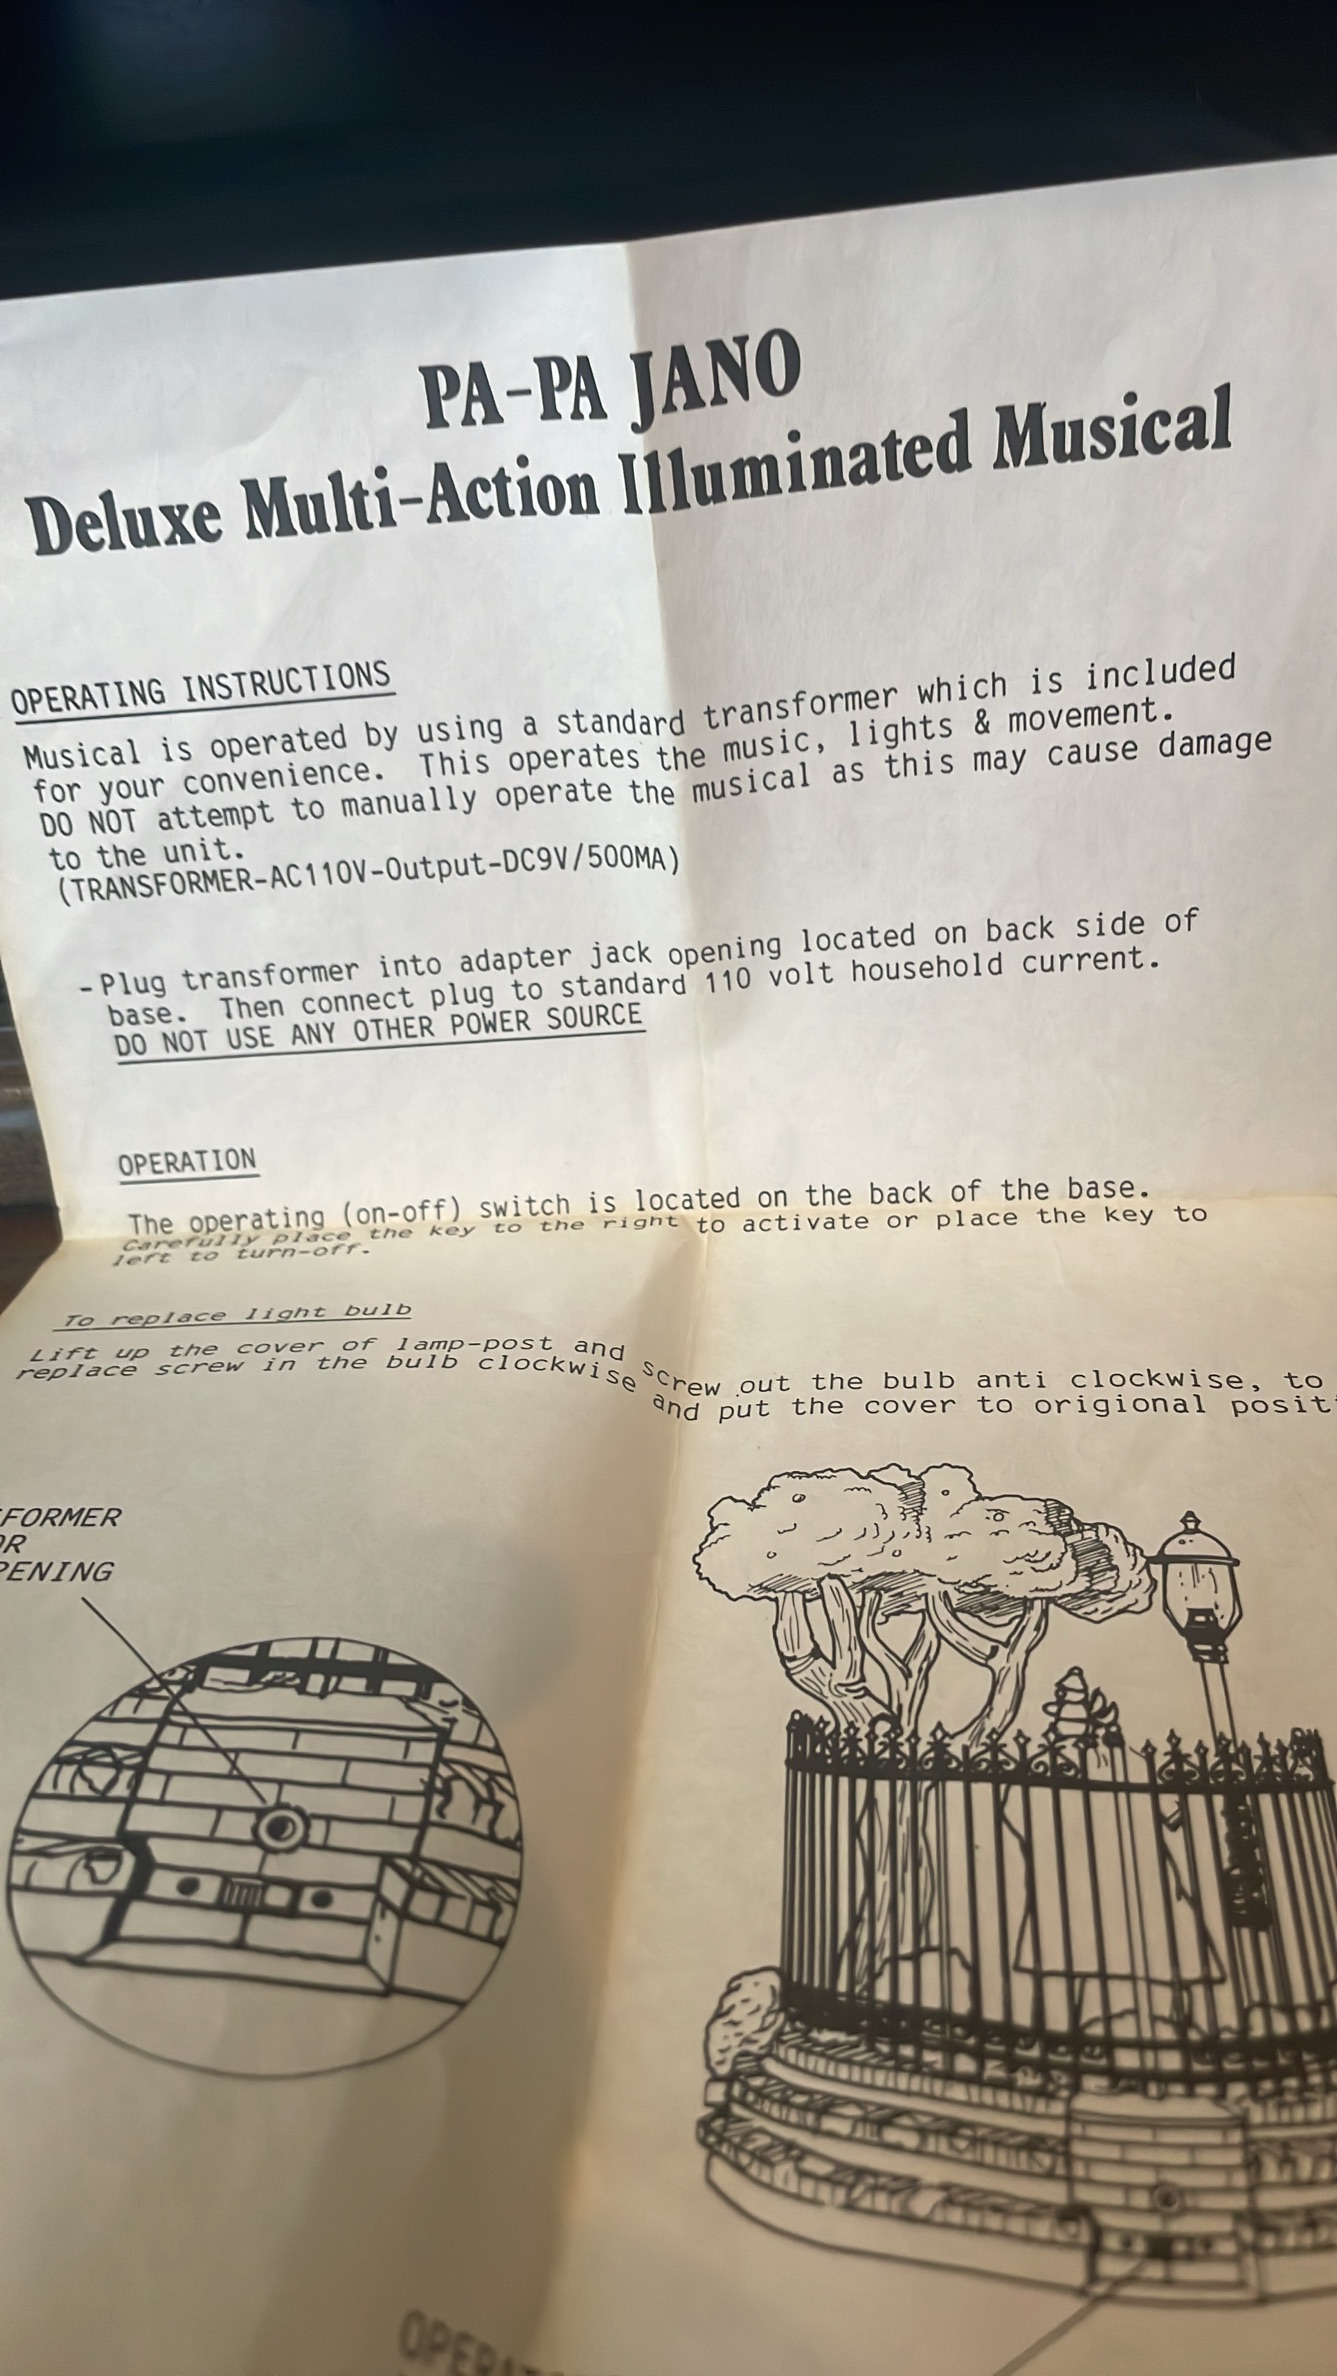 PA-PA JANO
Deluxe Multi-Action Illuminated Musical
OPERATING INSTRUCTIONS
Musical is operated by using a standard transformer which is included
for your convenience. This operates the music, lights & movement.
DO NOT attempt to manually operate the musical as this may cause damage
to the unit.
(TRANSFORMER-AC110V-Output-DC9V/500MA)
-Plug transformer into adapter jack opening located on back side of
base. Then connect plug to standard 110 volt household current.
DO NOT USE ANY OTHER POWER SOURCE
OPERATION
The operating (on-off) switch is located on the back of the base.
Carefully place the key to the right to activate or place the key to
left to turn-off.
To replace light bulb
Lift up the cover of lamp-post and screw out the bulb anti clockwise, to
replace screw in the bulb clockwise and put the cover to origional posit
FORMER
OR
PENING
OPERAT